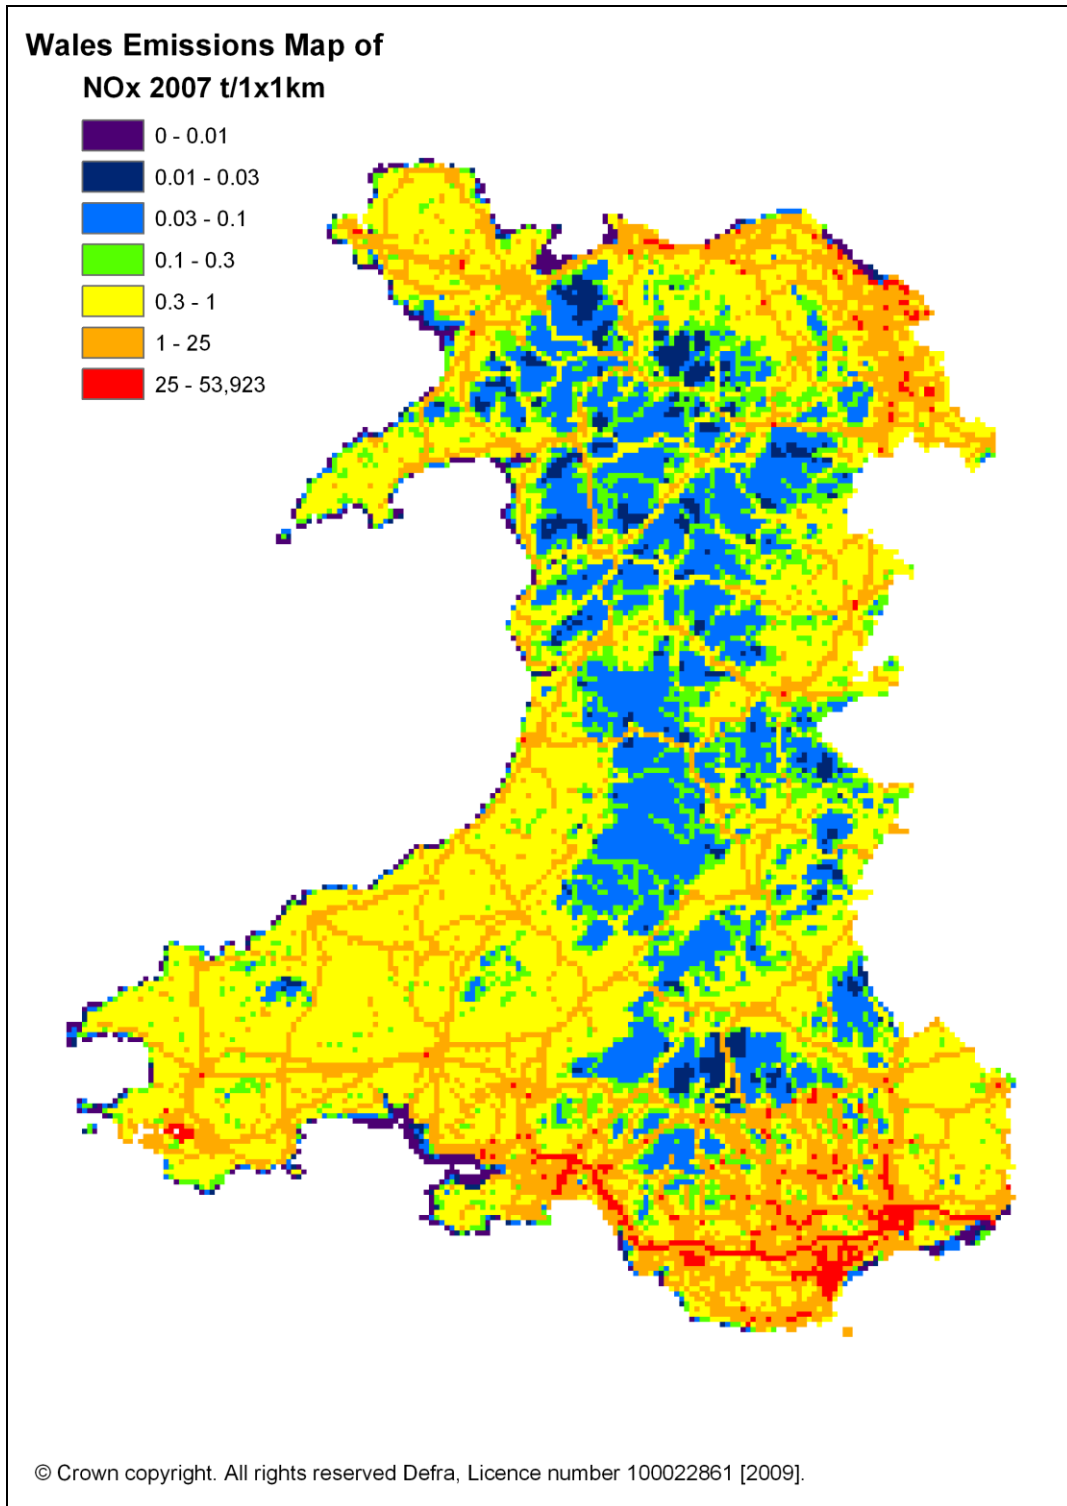 Wales Emissions Map of
NOx 2007 t/1x1km
0 - 0.01
0.01 - 0.03
0.03 - 0.1
0.1 - 0.3
0.3 - 1
1 - 25
25 - 53,923
© Crown copyright. All rights reserved Defra, Licence number 100022861 [2009].